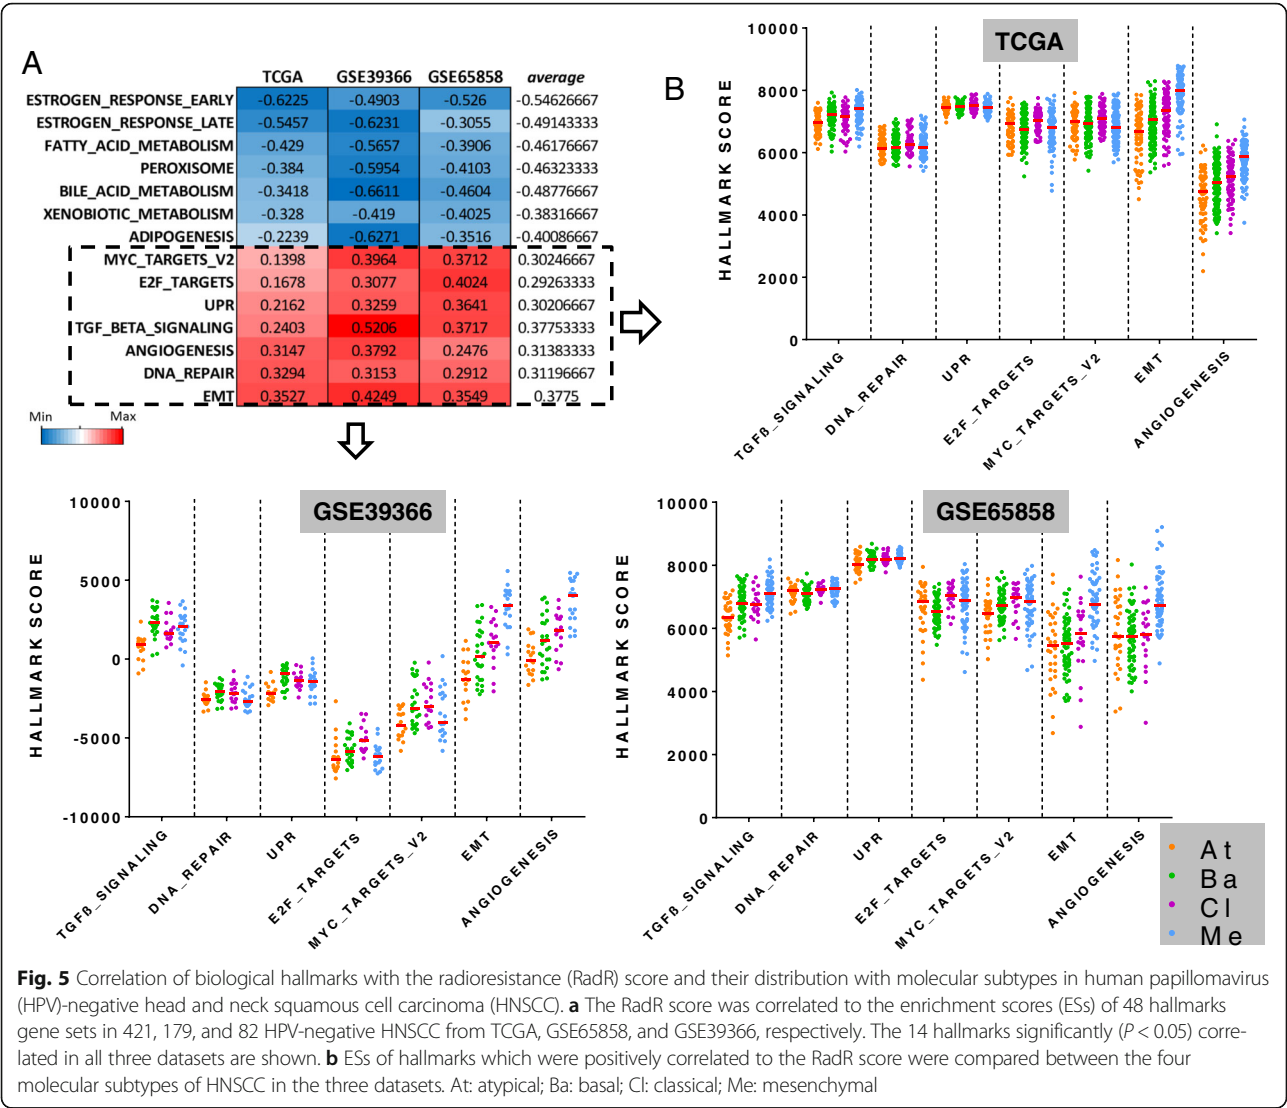 A
TCGA GSE39366 GSE65858 average
ESTROGEN_RESPONSE_EARLY -0.6225 -0.4903 -0.526 -0.54626667
ESTROGEN_RESPONSE_LATE -0.5457 -0.6231 -0.3055 -0.49143333
FATTY_ACID_METABOLISM -0.429 -0.5657 -0.3906 -0.46176667
PEROXISOME -0.384 -0.5954 -0.4103 -0.46323333
BILE_ACID_METABOLISM -0.3418 -0.6611 -0.4604 -0.48776667
XENOBIOTIC_METABOLISM -0.328 -0.419 -0.4025 -0.38316667
ADIPOGENESIS -0.2239 -0.6271 -0.3516 -0.40086667
MYC_TARGETS_V2 0.1398 0.3964 0.3712 0.30246667
E2F_TARGETS 0.1678 0.3077 0.4024 0.29263333
UPR 0.2162 0.3259 0.3641 0.30206667
TGF_BETA_SIGNALING 0.2403 0.5206 0.3717 0.37753333
ANGIOGENESIS 0.3147 0.3792 0.2476 0.31383333
DNA_REPAIR 0.3294 0.3153 0.2912 0.31196667
EMT 0.3527 0.4249 0.3549 0.3775
Min Max
B
TCGA
HALLMARK SCORE
10000
8000
6000
4000
2000
0
TGFß_SIGNALING
DNA_REPAIR
UPR
E2F_TARGETS
MYC_TARGETS_V2
EMT
ANGIOGENESIS
GSE39366
HALLMARK SCORE
10000
5000
0
-5000
-10000
TGFß_SIGNALING
DNA_REPAIR
UPR
E2F_TARGETS
MYC_TARGETS_V2
EMT
ANGIOGENESIS
GSE65858
HALLMARK SCORE
10000
8000
6000
4000
2000
0
TGFß_SIGNALING
DNA_REPAIR
UPR
E2F_TARGETS
MYC_TARGETS_V2
EMT
ANGIOGENESIS
At
Ba
Cl
Me
Fig. 5 Correlation of biological hallmarks with the radioresistance (RadR) score and their distribution with molecular subtypes in human papillomavirus
(HPV)-negative head and neck squamous cell carcinoma (HNSCC). a The RadR score was correlated to the enrichment scores (ESs) of 48 hallmarks
gene sets in 421, 179, and 82 HPV-negative HNSCC from TCGA, GSE65858, and GSE39366, respectively. The 14 hallmarks significantly (P < 0.05) corre-
lated in all three datasets are shown. b ESs of hallmarks which were positively correlated to the RadR score were compared between the four
molecular subtypes of HNSCC in the three datasets. At: atypical; Ba: basal; Cl: classical; Me: mesenchymal